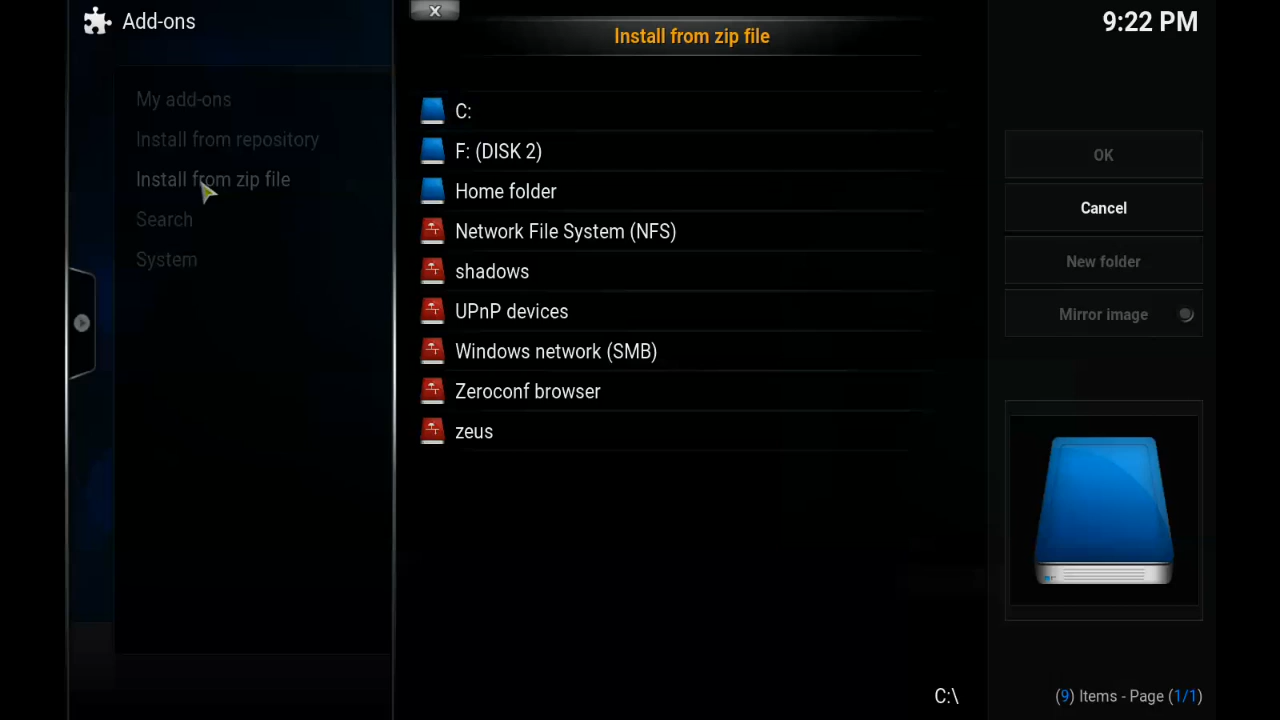 Add-ons
X
Install from zip file
9:22 PM
My add-ons
Install from repository
Install from zip file
Search
System
C:
F: (DISK 2)
Home folder
Network File System (NFS)
shadows
UPnP devices
Windows network (SMB)
Zeroconf browser
zeus
OK
Cancel
New folder
Mirror image
C:\
(9) Items - Page (1/1)